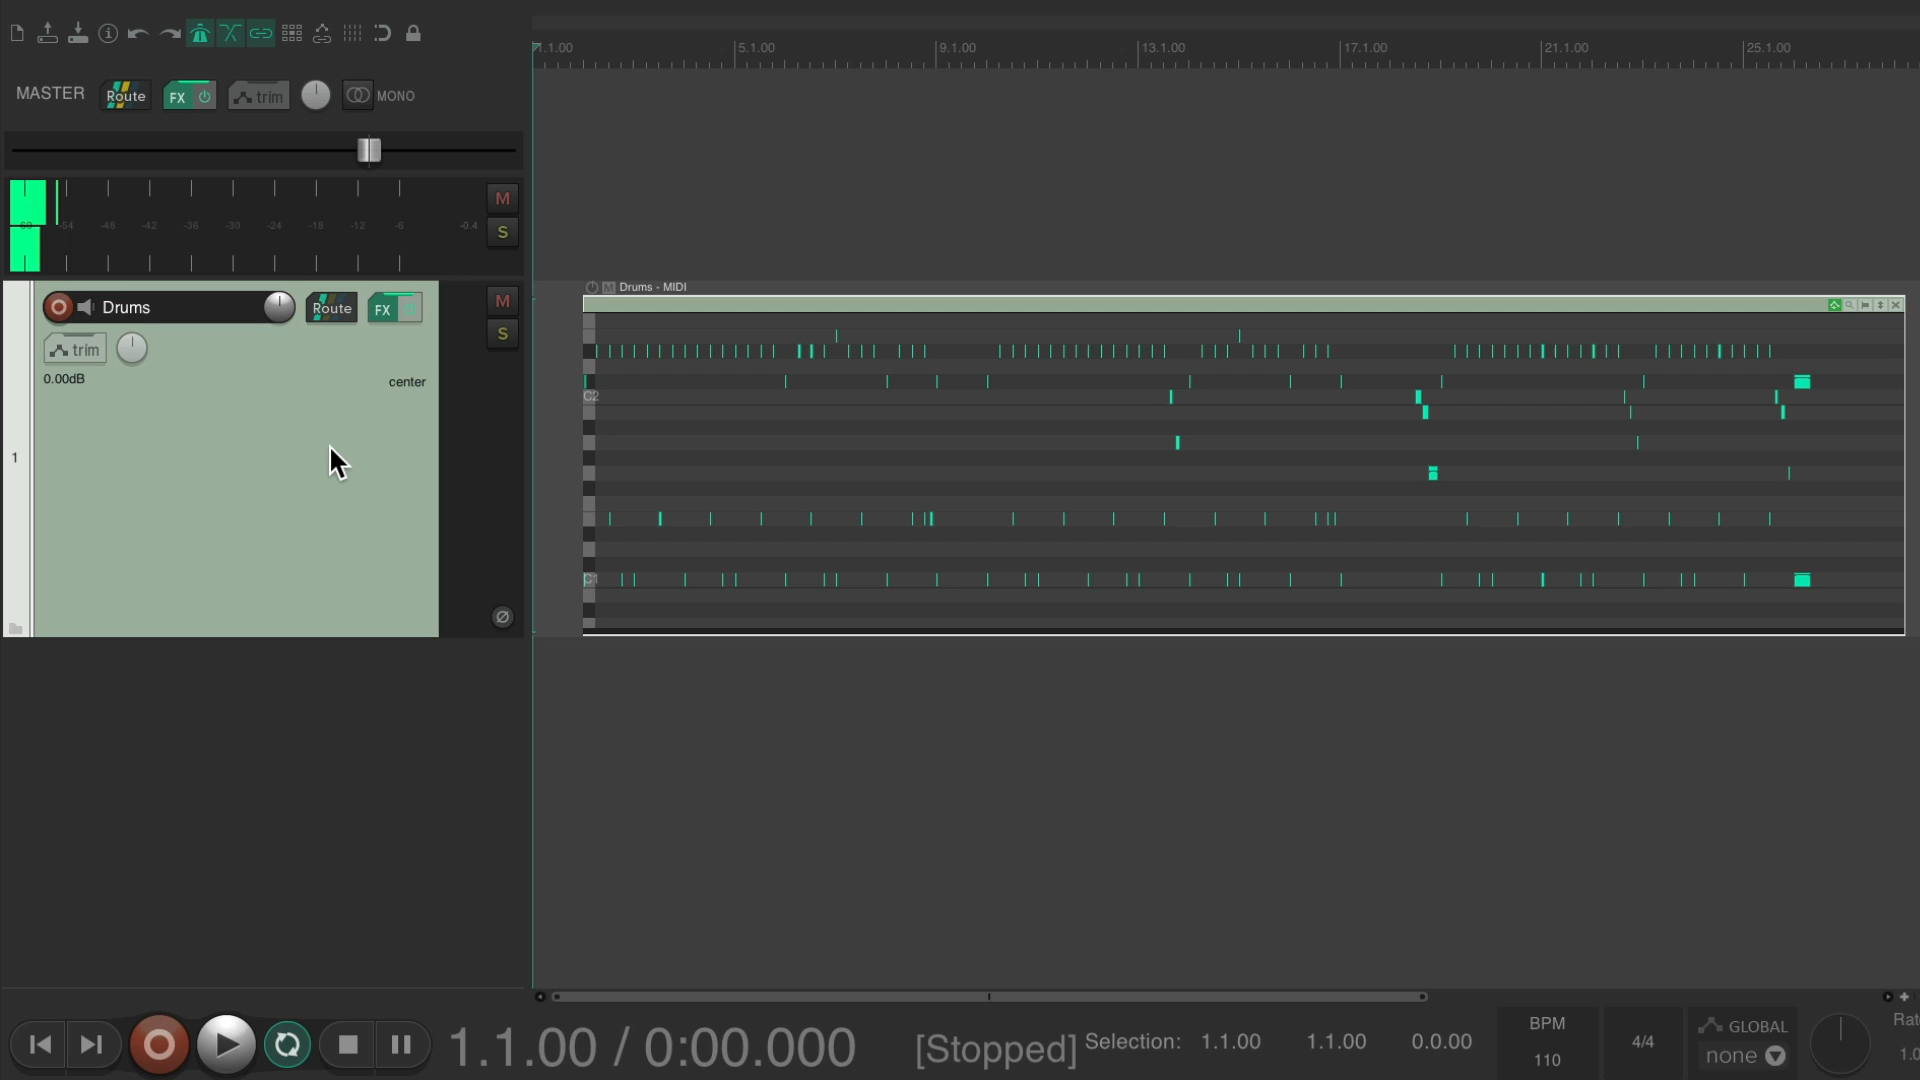 1.1.00 5.1.00 9.1.00 13.1.00 17.1.00 21.1.00 25.1.00
MASTER Route FX trim MONO
M
-60 -54 -48 -42 -36 -30 -24 -18 -12 -6 -0.4
S
M Drums - MIDI
Drums Route FX M
trim S
0.00dB center
C2
1
C1
1.1.00 / 0:00.000 [Stopped] Selection: 1.1.00 1.1.00 0.0.00
BPM
110
4/4
GLOBAL
none